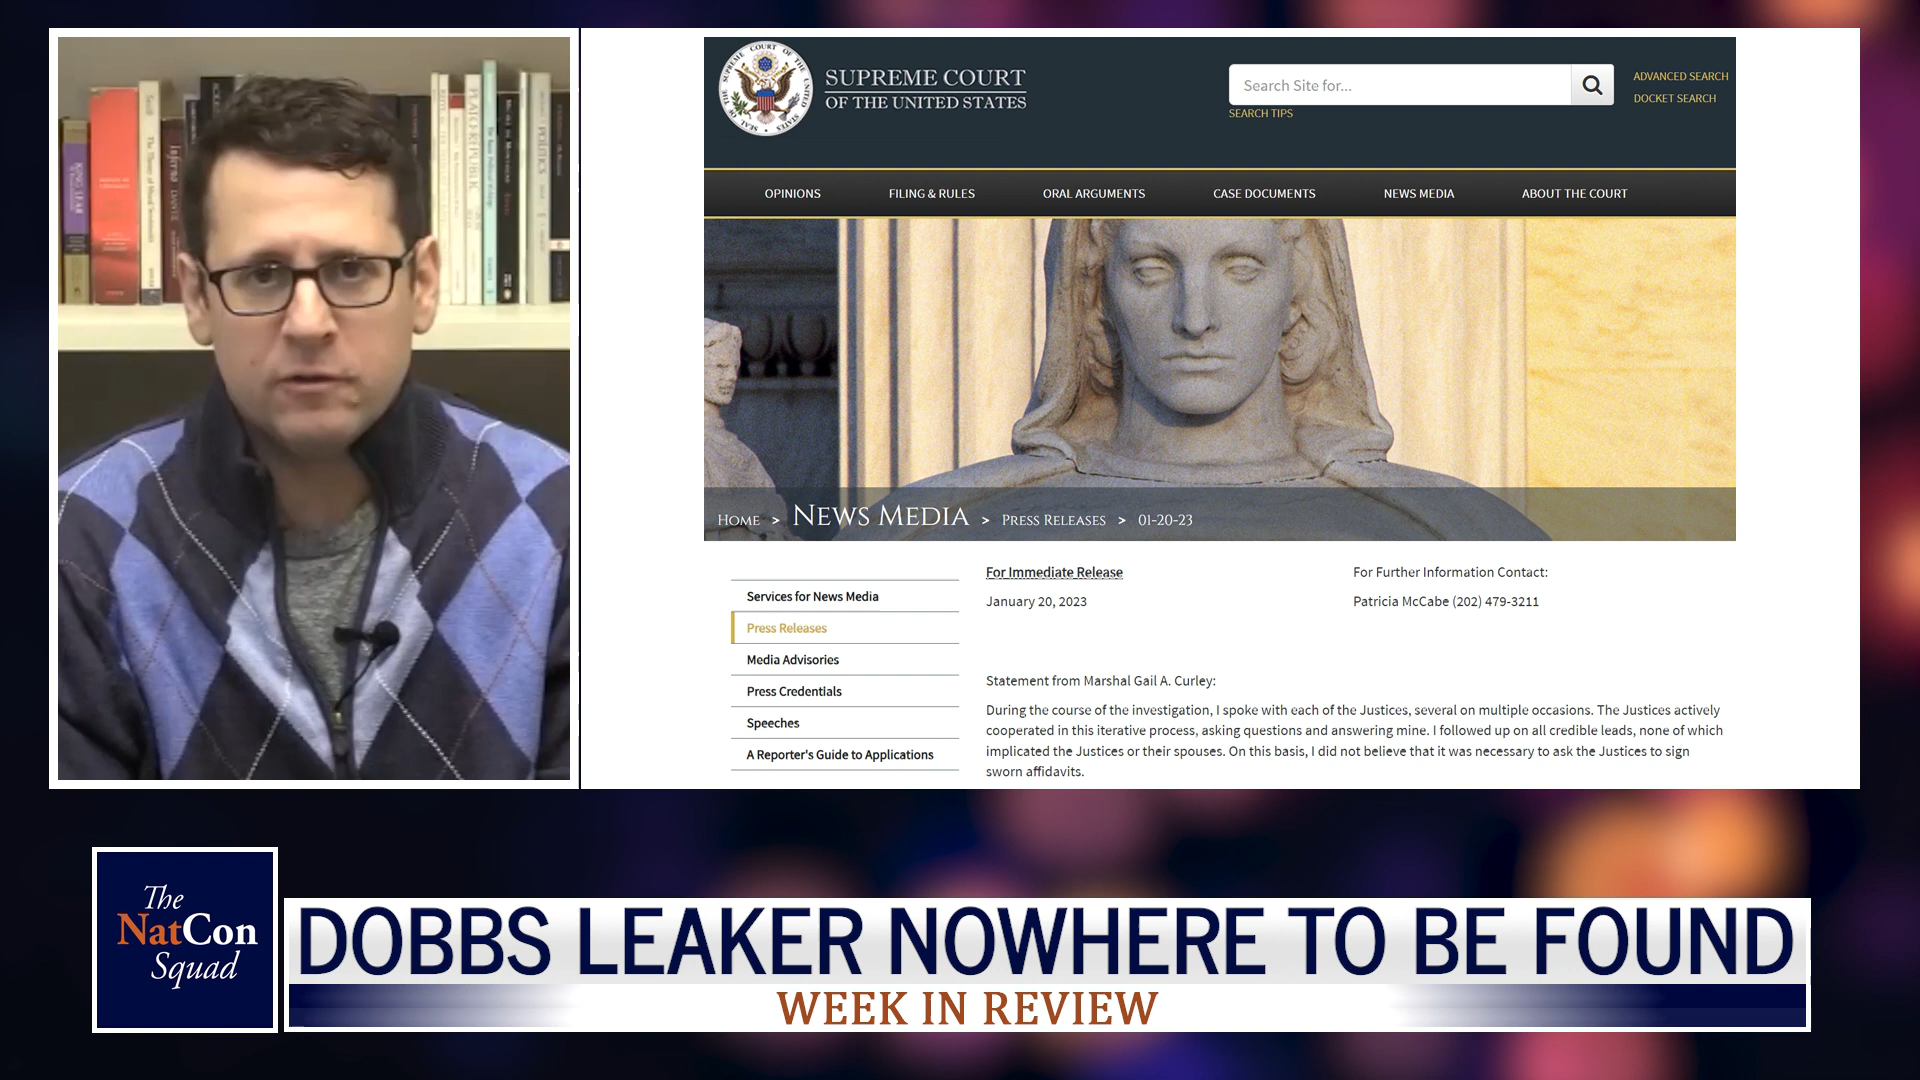 SUPREME COURT
OF THE UNITED STATES
Search Site for...
SEARCH TIPS
ADVANCED SEARCH
DOCKET SEARCH
OPINIONS
FILING & RULES
ORAL ARGUMENTS
CASE DOCUMENTS
NEWS MEDIA
ABOUT THE COURT
HOME > NEWS MEDIA > PRESS RELEASES > 01-20-23
Services for News Media
Press Releases
Media Advisories
Press Credentials
Speeches
A Reporter's Guide to Applications
For Immediate Release
January 20, 2023
For Further Information Contact:
Patricia McCabe (202) 479-3211
Statement from Marshal Gail A. Curley:
During the course of the investigation, I spoke with each of the Justices, several on multiple occasions. The Justices actively
cooperated in this iterative process, asking questions and answering mine. I followed up on all credible leads, none of which
implicated the Justices or their spouses. On this basis, I did not believe that it was necessary to ask the Justices to sign
sworn affidavits.
The
NatCon
Squad
DOBBS LEAKER NOWHERE TO BE FOUND
WEEK IN REVIEW